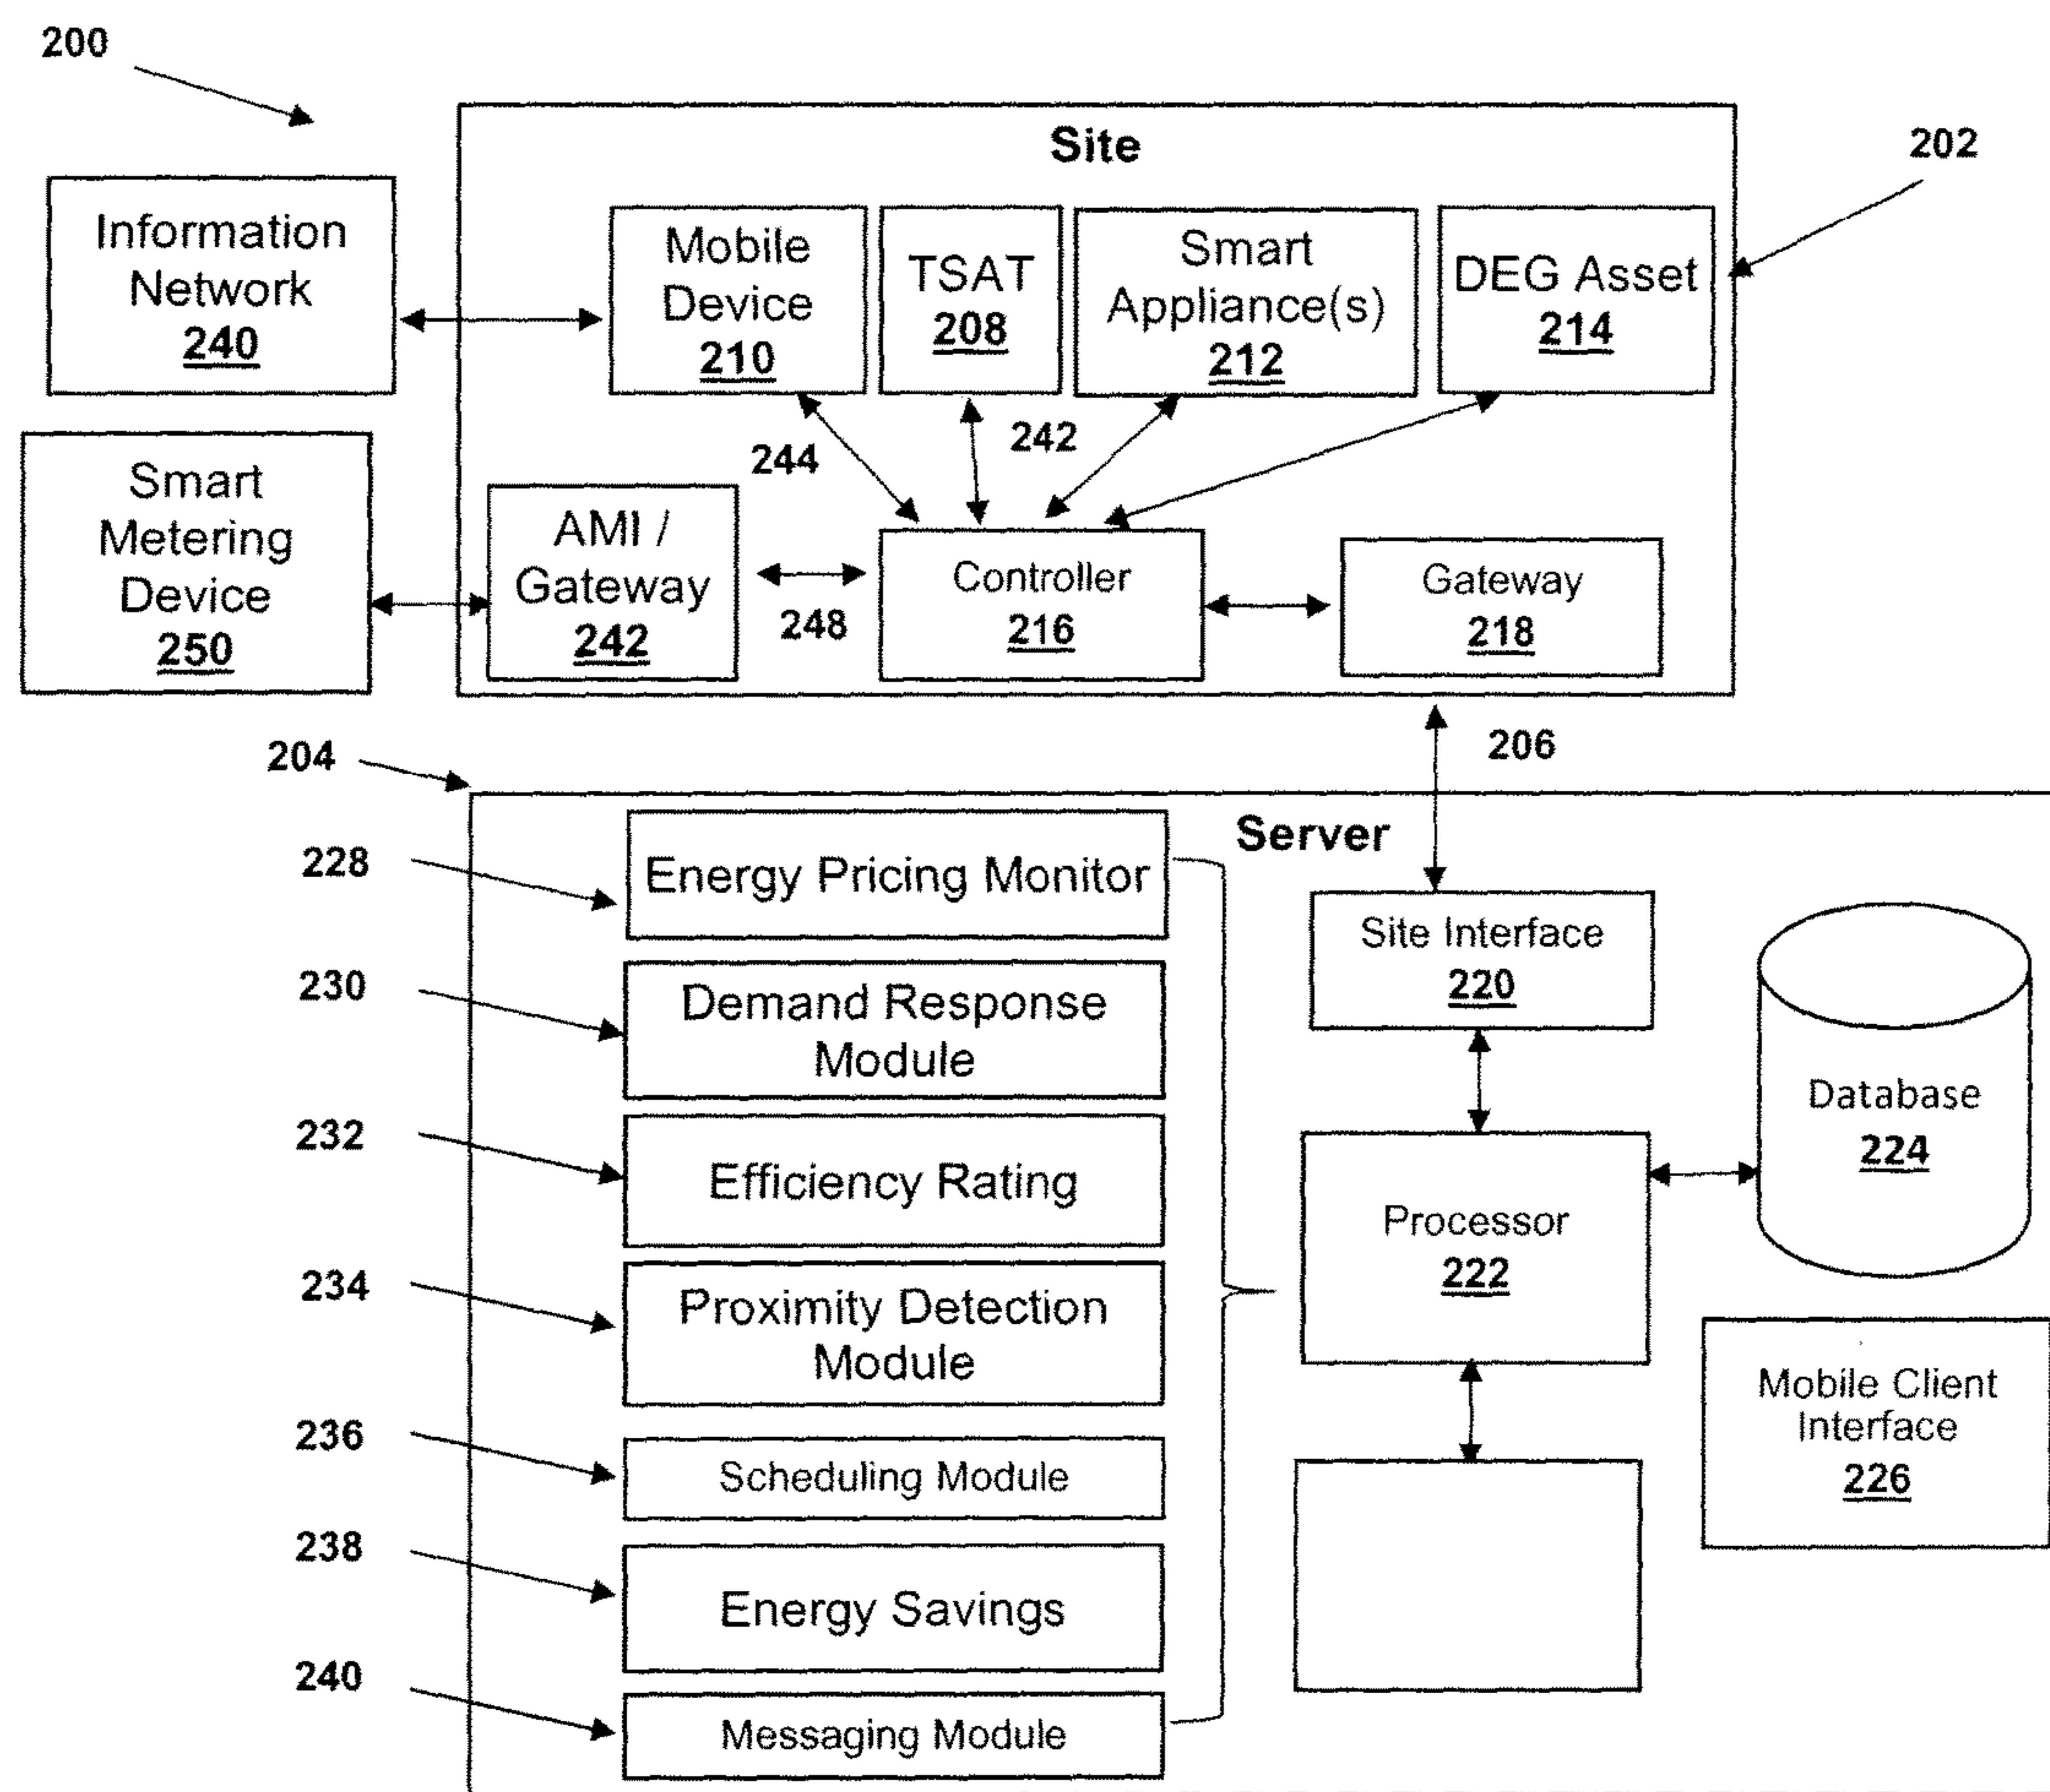 200
Site
202
Information
Network
240
Mobile
Device
210
TSAT
208
Smart
Appliance(s)
212
DEG Asset
214
244
242
Smart
Metering
Device
250
AMI /
Gateway
242
248
Controller
216
Gateway
218
206
204
Server
228
Energy Pricing Monitor
230
Demand Response
Module
232
Efficiency Rating
234
Proximity Detection
Module
236
Scheduling Module
238
Energy Savings
240
Messaging Module
Site Interface
220
Processor
222
Database
224
Mobile Client
Interface
226